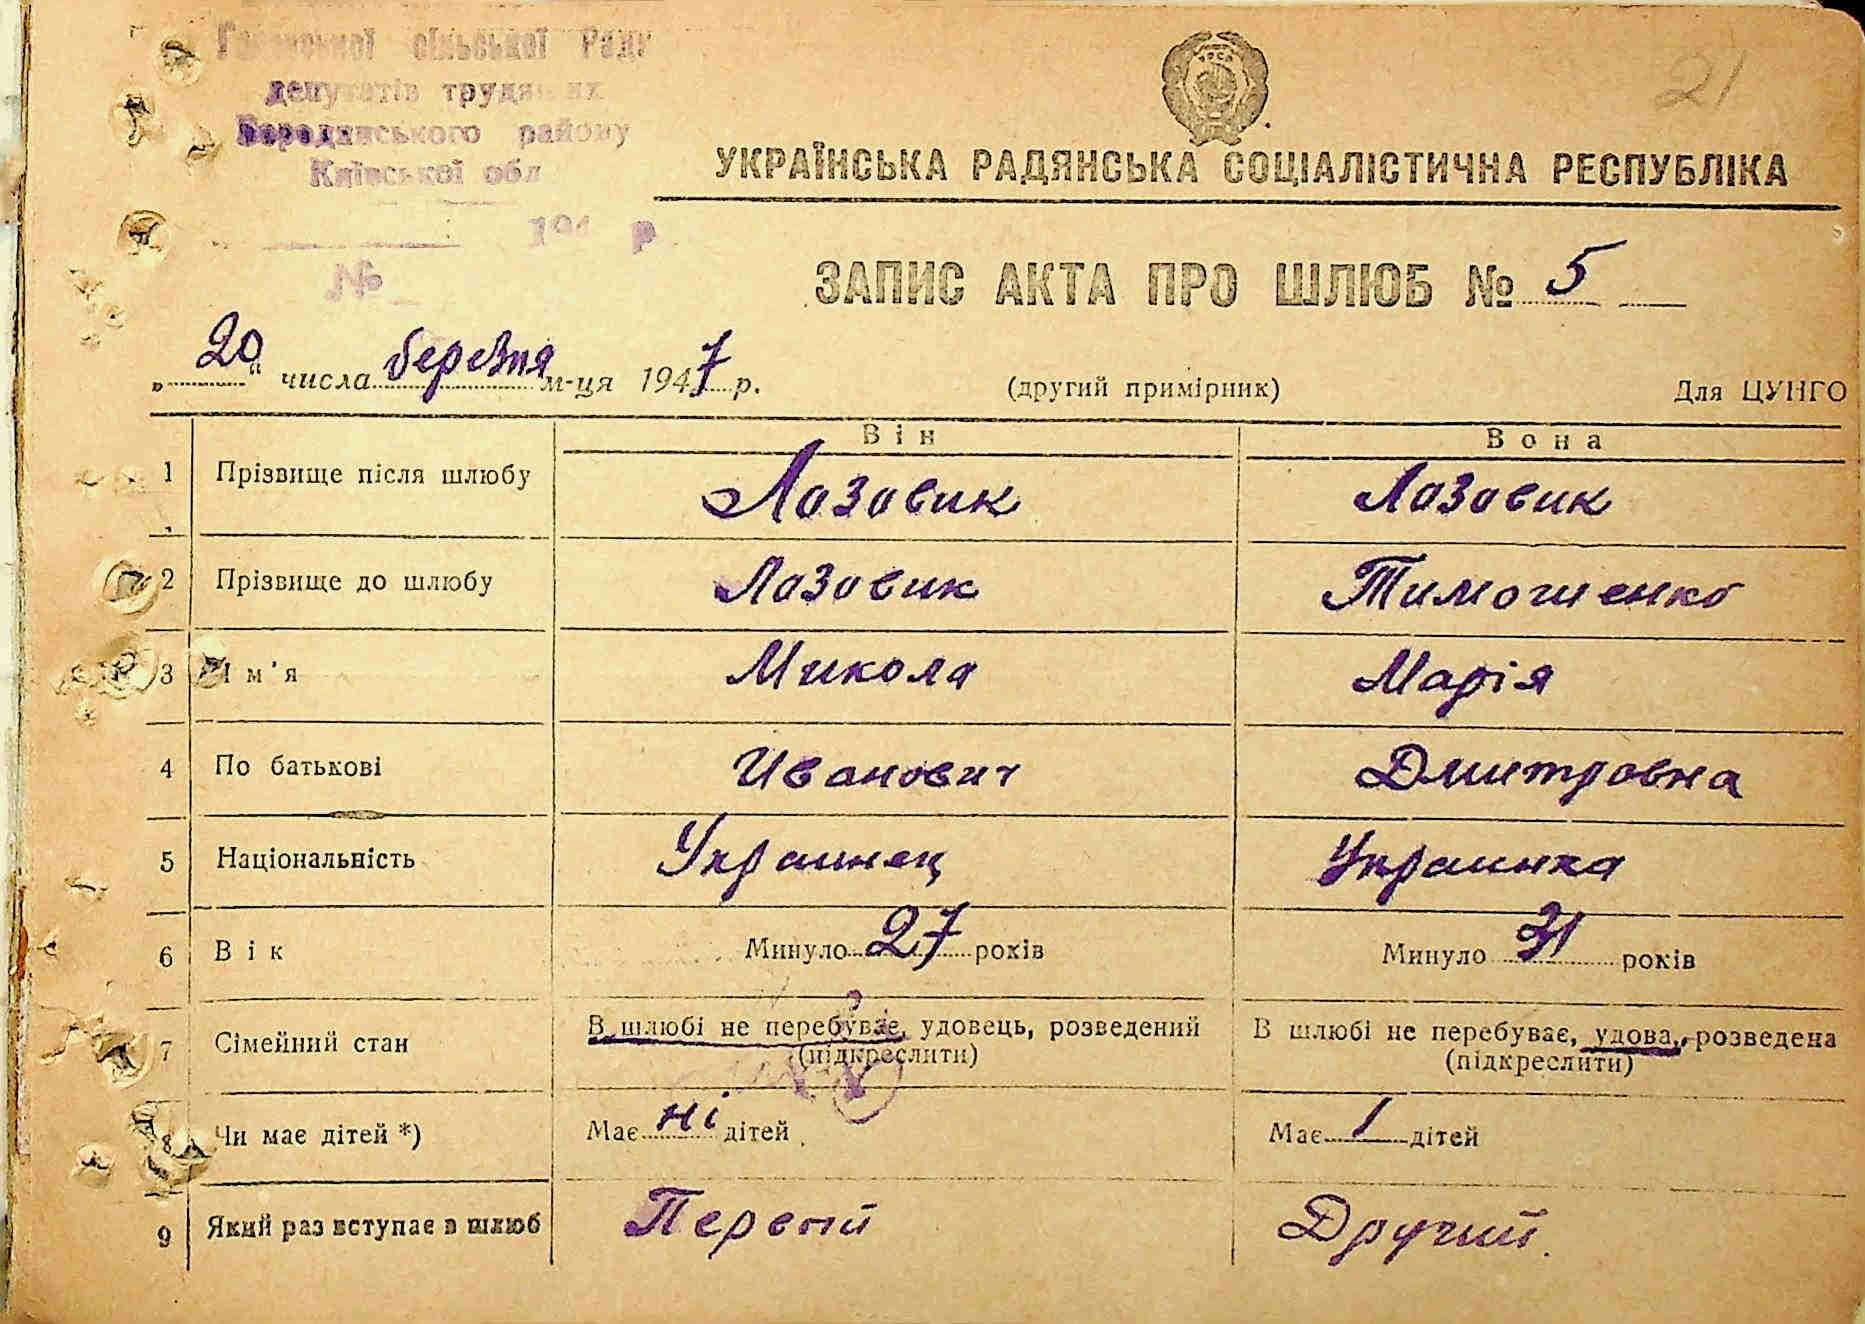 сільської Ради
депутатів трудящих
Бородянського району
Київської обл
194 р
№
21
УКРАЇНСЬКА РАДЯНСЬКА СОЦІАЛІСТИЧНА РЕСПУБЛІКА
ЗАПИС АКТА ПРО ШЛЮБ № 5
„20“ числа березня м-ця 1947 р. (другий примірник) Для ЦУНГО
Він Вона
1 Прізвище після шлюбу Лазовик Лазовик
2 Прізвище до шлюбу Лазовик Тимошенко
3 Ім'я Микола Марія
4 По батькові Иванович Дмитровна
5 Національність Украинец Украинка
6 Вік Минуло 27 років Минуло 31 років
7 Сімейний стан В шлюбі не перебуває, удовець, розведений В шлюбі не перебуває, удова, розведена
(підкреслити) (підкреслити)
8 Чи має дітей *) Має ні дітей Має 1 дітей
9 Який раз вступає в шлюб Первий Другий.